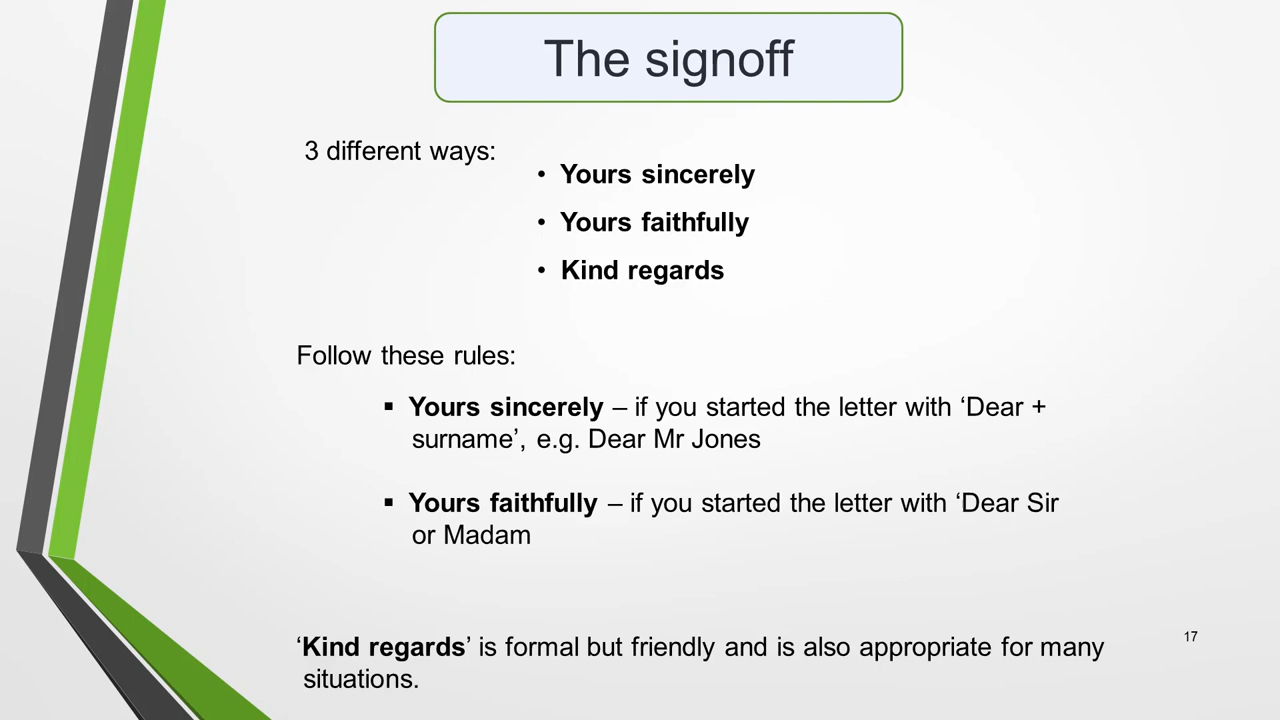 The signoff
3 different ways:
• Yours sincerely
• Yours faithfully
• Kind regards
Follow these rules:
▪ Yours sincerely – if you started the letter with ‘Dear +
surname’, e.g. Dear Mr Jones
▪ Yours faithfully – if you started the letter with ‘Dear Sir
or Madam
‘Kind regards’ is formal but friendly and is also appropriate for many
situations.
17